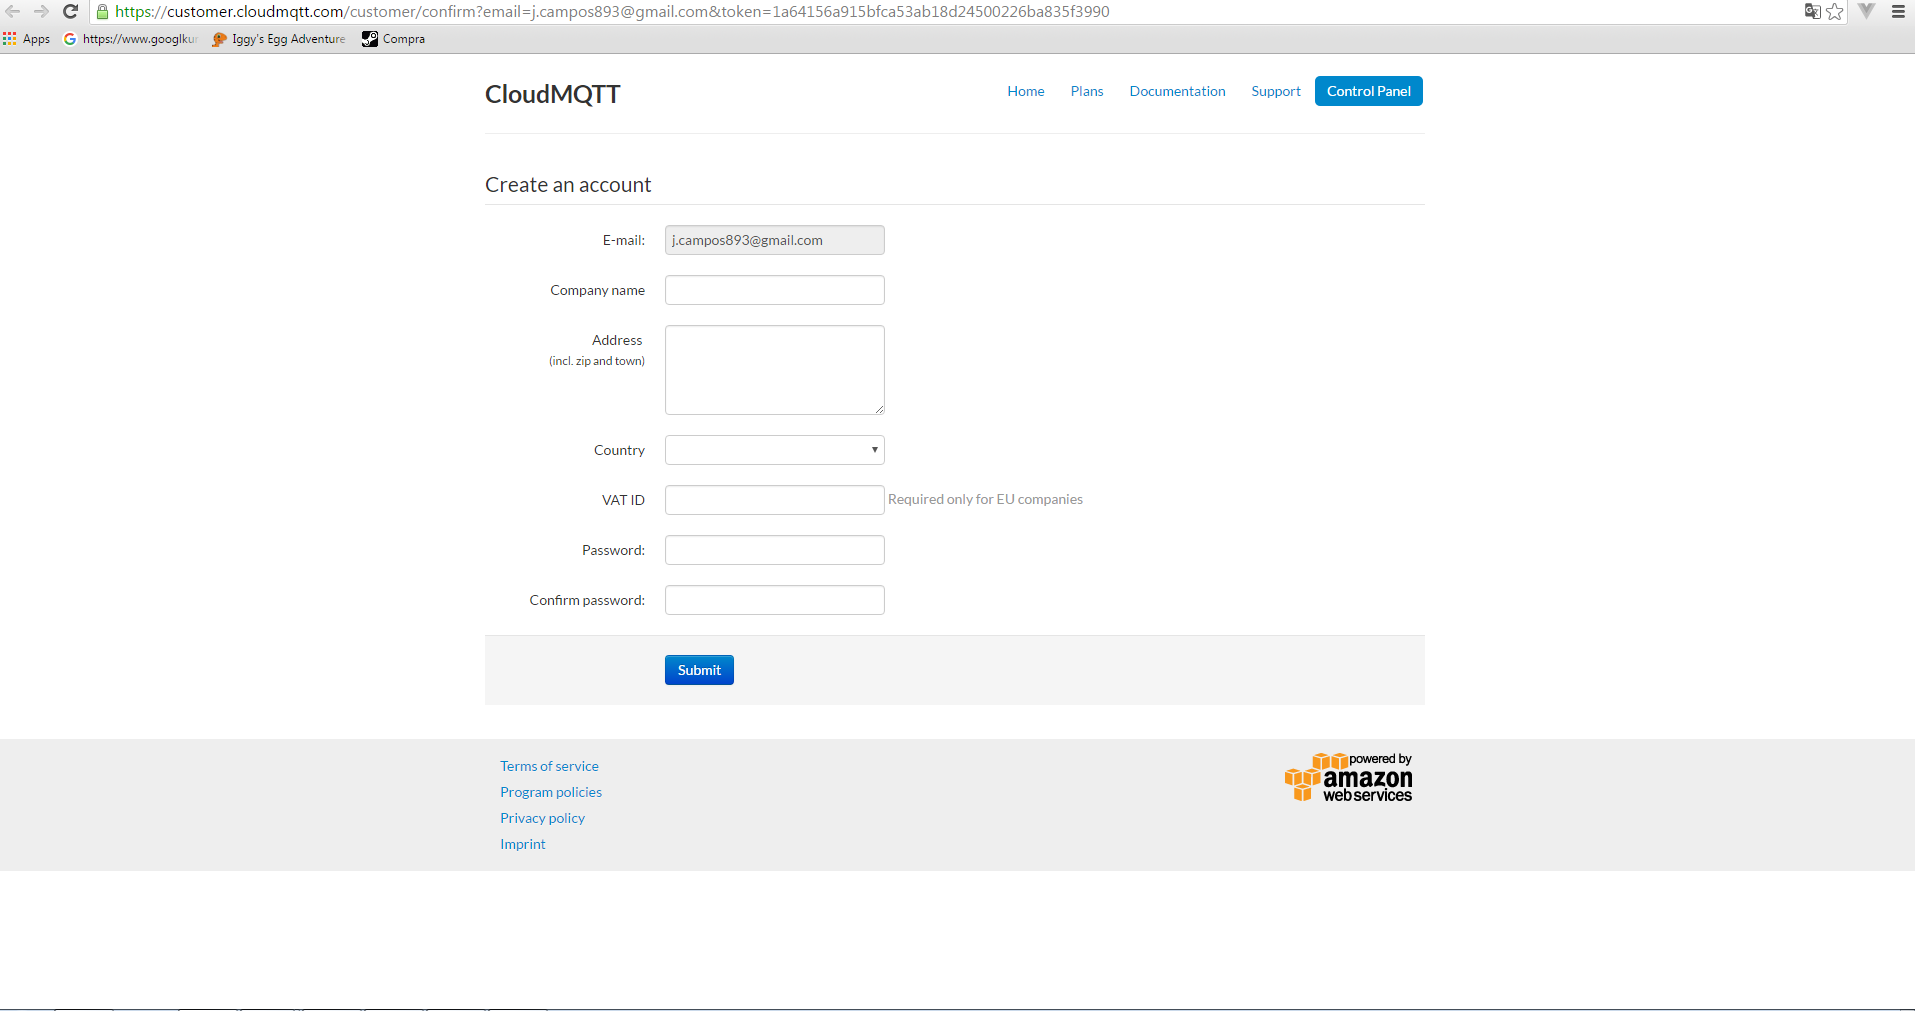 https://customer.cloudmqtt.com/customer/confirm?email=j.campos893@gmail.com&token=1a64156a915bfca53ab18d24500226ba835f3990
Apps https://www.googlku Iggy's Egg Adventure Compra
CloudMQTT Home Plans Documentation Support Control Panel
Create an account
E-mail: j.campos893@gmail.com
Company name
Address
(incl. zip and town)
Country
VAT ID Required only for EU companies
Password:
Confirm password:
Submit
Terms of service
Program policies
Privacy policy
Imprint
powered by
amazon
web services